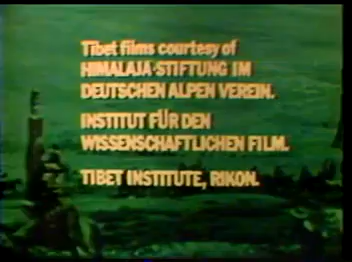 Tibet films courtesy of
HIMALAJA-STIFTUNG IM
DEUTSCHEN ALPEN VEREIN.
INSTITUT FÜR DEN
WISSENSCHAFTLICHEN FILM.
TIBET INSTITUTE, RIKON.